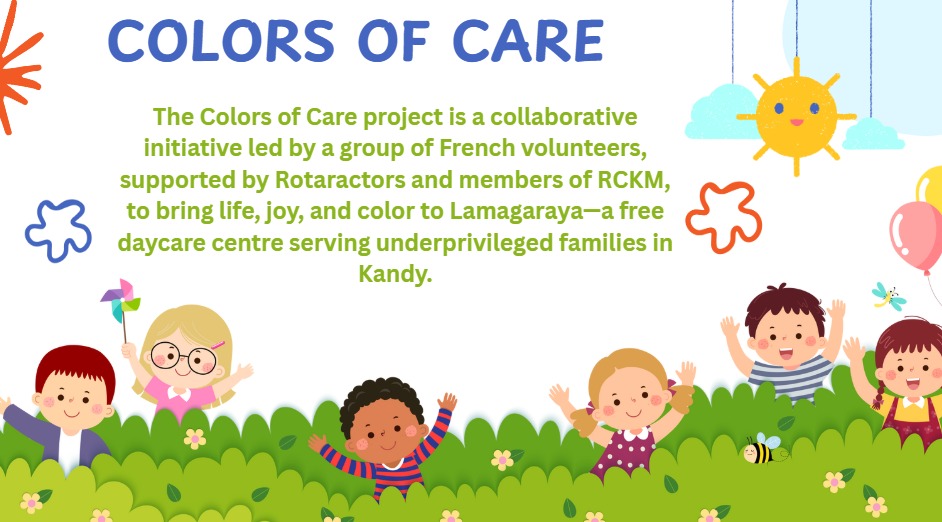 COLORS OF CARE
The Colors of Care project is a collaborative
initiative led by a group of French volunteers,
supported by Rotaractors and members of RCKM,
to bring life, joy, and color to Lamagaraya—a free
daycare centre serving underprivileged families in
Kandy.